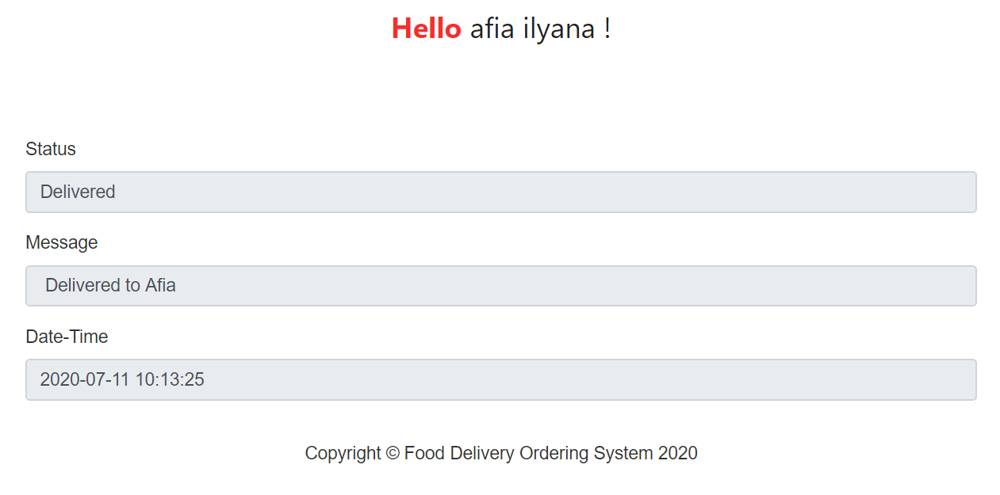 Hello afia ilyana !
Status
Delivered
Message
Delivered to Afia
Date-Time
2020-07-11 10:13:25
Copyright © Food Delivery Ordering System 2020